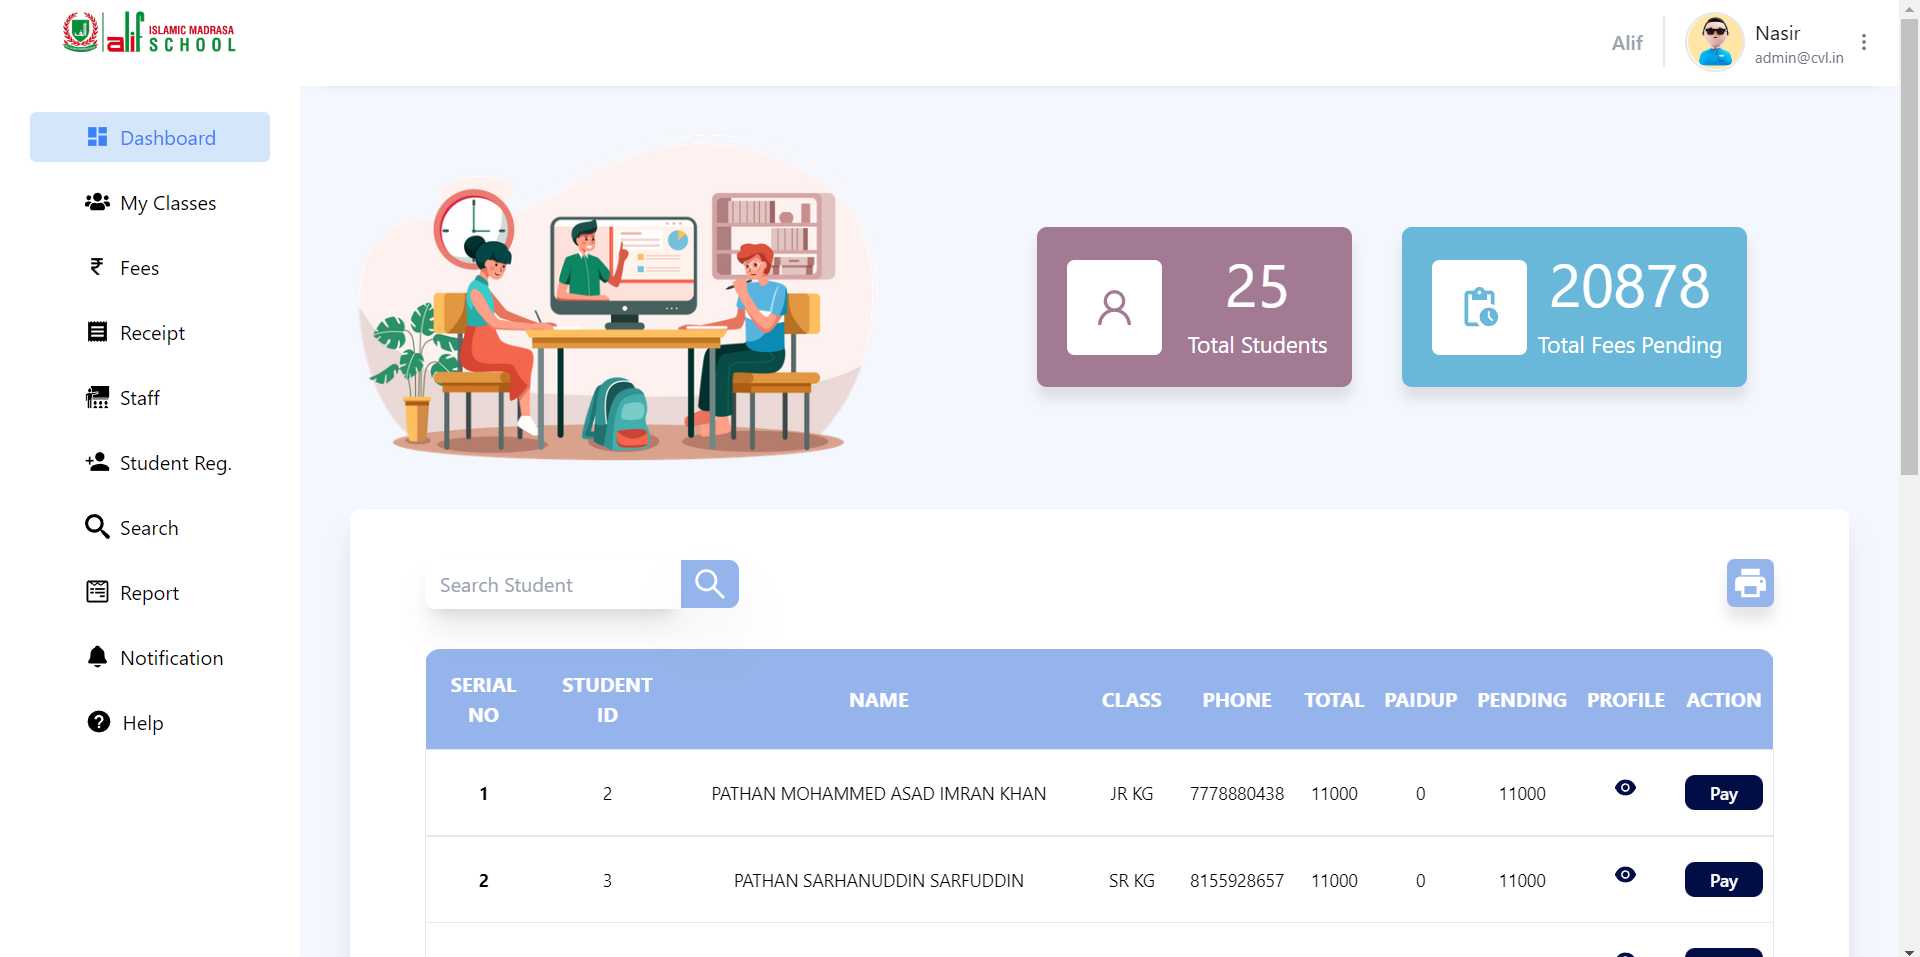 alif ISLAMIC MADRASA
SCHOOL
Alif
Nasir
admin@cvl.in
Dashboard
My Classes
Fees
Receipt
Staff
Student Reg.
Search
Report
Notification
Help
25
Total Students
20878
Total Fees Pending
Search Student
SERIAL NO STUDENT ID NAME CLASS PHONE TOTAL PAIDUP PENDING PROFILE ACTION
1 2 PATHAN MOHAMMED ASAD IMRAN KHAN JR KG 7778880438 11000 0 11000 Pay
2 3 PATHAN SARHANUDDIN SARFUDDIN SR KG 8155928657 11000 0 11000 Pay